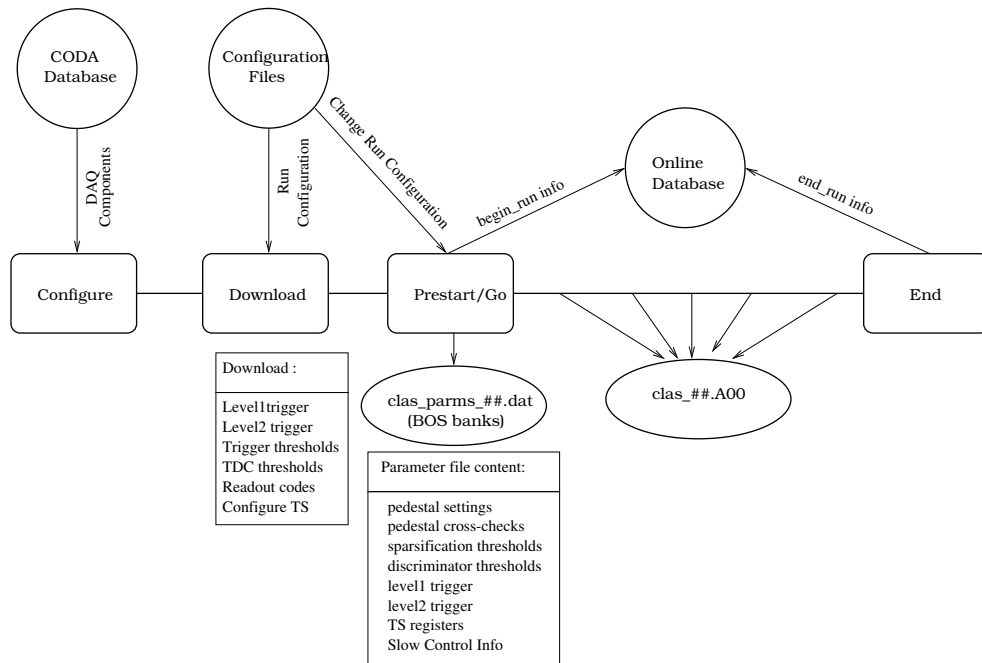 CODA
Database
Configuration
Files
Change Run Configuration
DAQ
Components
Run
Configuration
begin_run info
Online
Database
end_run info
Configure
Download
Prestart/Go
End
Download :
Level1trigger
Level2 trigger
Trigger thresholds
TDC thresholds
Readout codes
Configure TS
clas_parms_##.dat
(BOS banks)
clas_##.A00
Parameter file content:
pedestal settings
pedestal cross-checks
sparsification thresholds
discriminator thresholds
level1 trigger
level2 trigger
TS registers
Slow Control Info